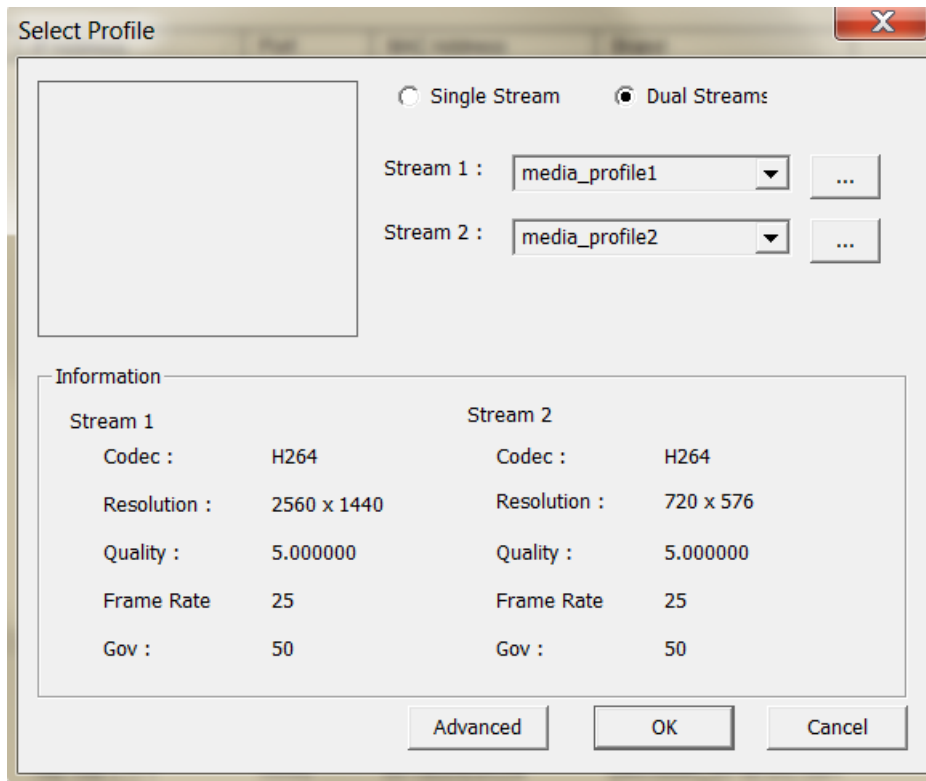 Select Profile
Single Stream
Dual Streams
Stream 1 :
media_profile1
...
Stream 2 :
media_profile2
...
Information
Stream 1
Codec :
H264
Resolution :
2560 x 1440
Quality :
5.000000
Frame Rate
25
Gov :
50
Stream 2
Codec :
H264
Resolution :
720 x 576
Quality :
5.000000
Frame Rate
25
Gov :
50
Advanced
OK
Cancel